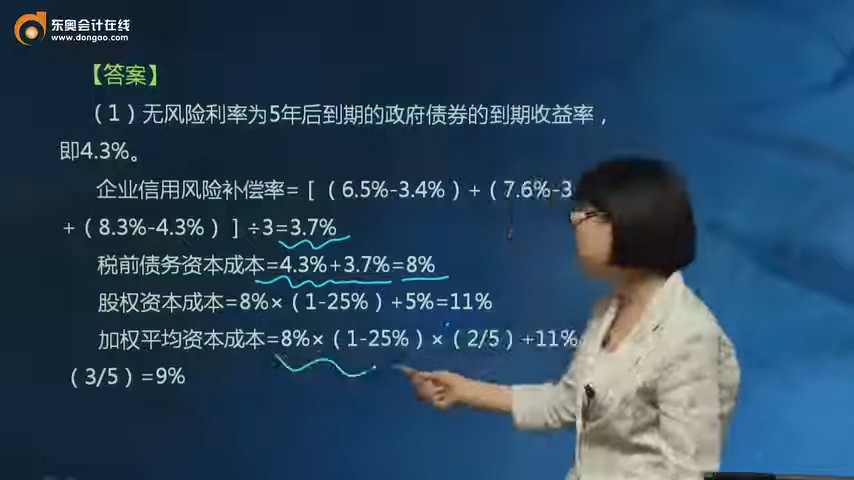 东奥会计在线
www.dongao.com
【答案】
（1）无风险利率为5年后到期的政府债券的到期收益率，
即4.3%。
企业信用风险补偿率=[（6.5%-3.4%）+（7.6%-3
+（8.3%-4.3%）]÷3=3.7%
税前债务资本成本=4.3%+3.7%=8%
股权资本成本=8%×（1-25%）+5%=11%
加权平均资本成本=8%×（1-25%）×（2/5）+11%
（3/5）=9%